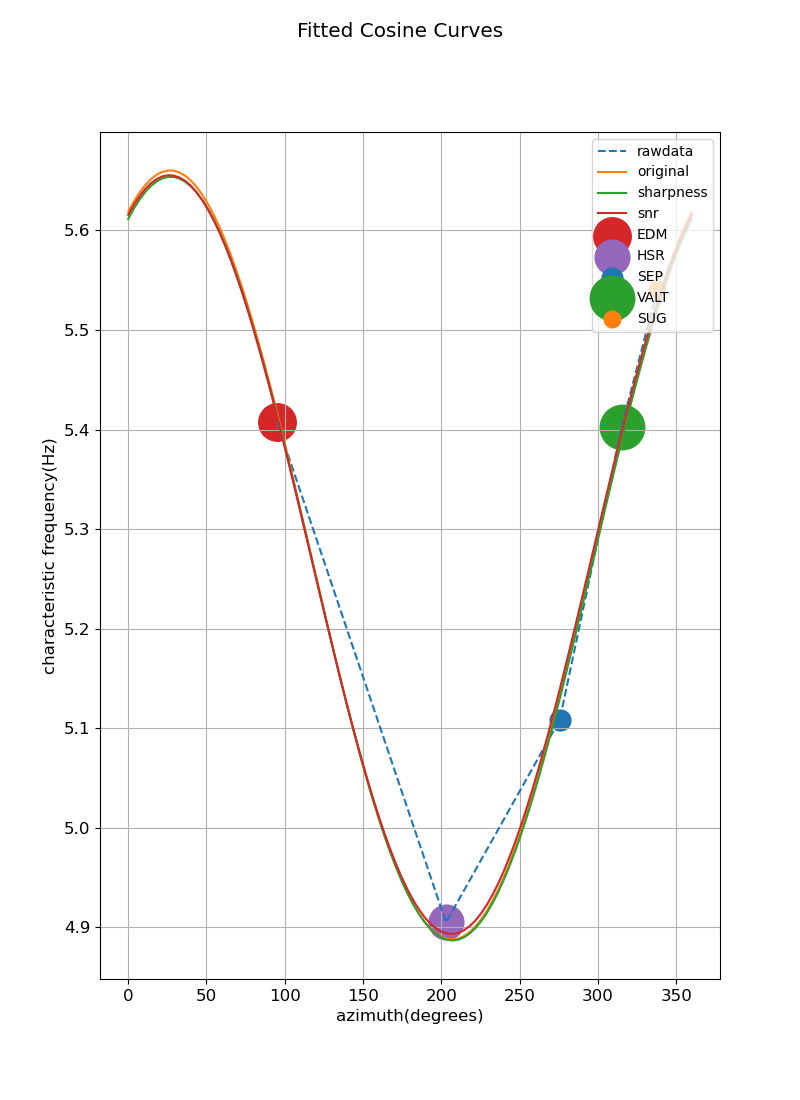 Fitted Cosine Curves
rawdata
original
sharpness
snr
EDM
HSR
SEP
VALT
SUG
5.6
5.5
5.4
5.3
5.2
5.1
5.0
4.9
characteristic frequency(Hz)
0 50 100 150 200 250 300 350
azimuth(degrees)